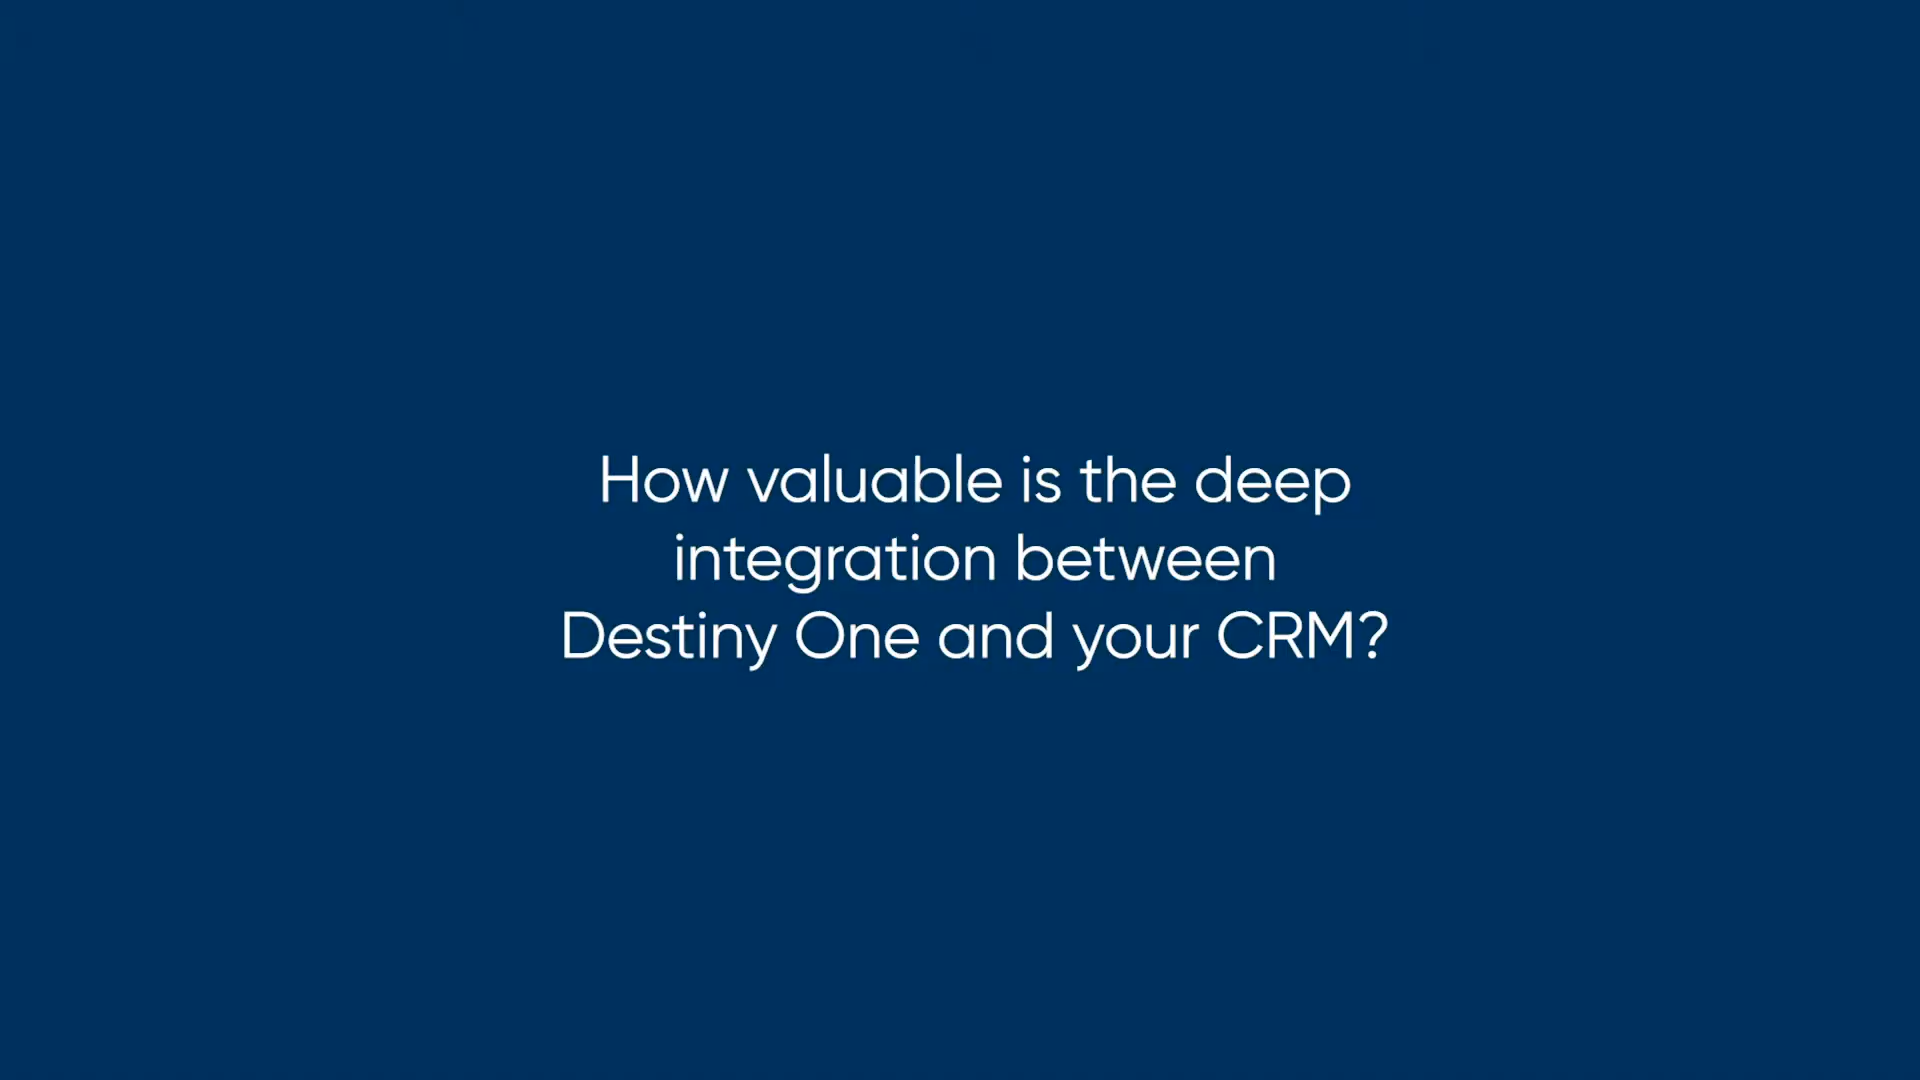 How valuable is the deep
integration between
Destiny One and your CRM?